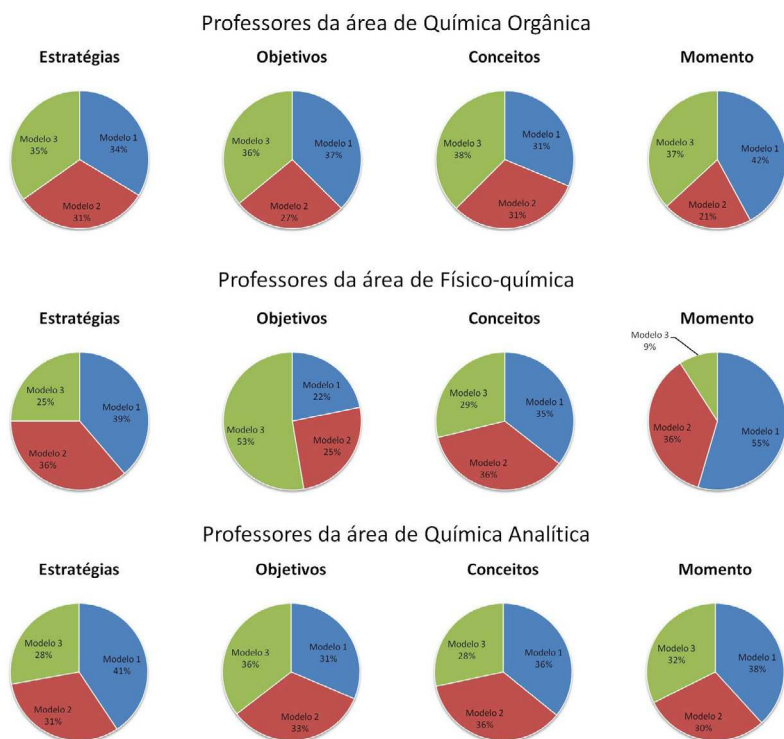 Professores da área de Química Orgânica
Estratégias
Objetivos
Conceitos
Momento
Modelo 3
35%
Modelo 1
34%
Modelo 2
31%
Modelo 3
36%
Modelo 1
37%
Modelo 2
27%
Modelo 3
38%
Modelo 1
31%
Modelo 2
31%
Modelo 3
37%
Modelo 1
42%
Modelo 2
21%
Professores da área de Físico-química
Estratégias
Objetivos
Conceitos
Momento
Modelo 3
25%
Modelo 1
39%
Modelo 2
36%
Modelo 3
53%
Modelo 1
22%
Modelo 2
25%
Modelo 3
29%
Modelo 1
35%
Modelo 2
36%
Modelo 3
9%
Modelo 1
55%
Modelo 2
36%
Professores da área de Química Analítica
Estratégias
Objetivos
Conceitos
Momento
Modelo 3
28%
Modelo 1
41%
Modelo 2
31%
Modelo 3
36%
Modelo 1
31%
Modelo 2
33%
Modelo 3
28%
Modelo 1
36%
Modelo 2
36%
Modelo 3
32%
Modelo 1
38%
Modelo 2
30%